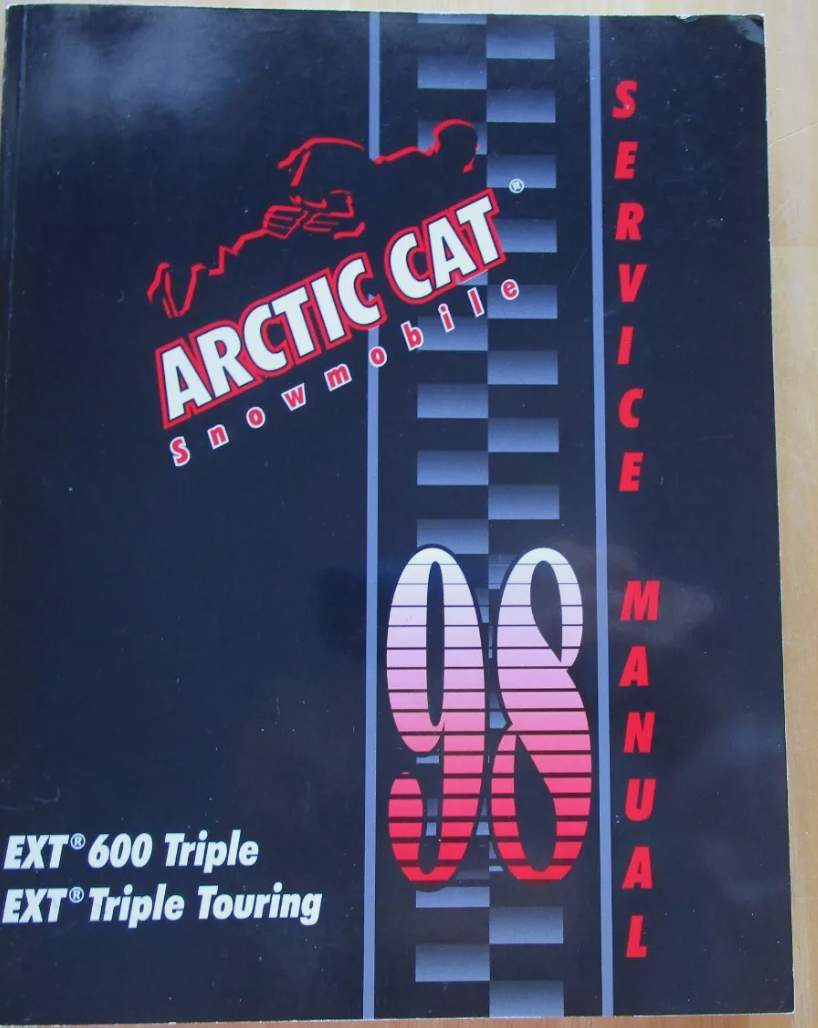 ARCTIC CAT®
Snowmobile
SERVICE MANUAL
98
EXT® 600 Triple
EXT® Triple Touring